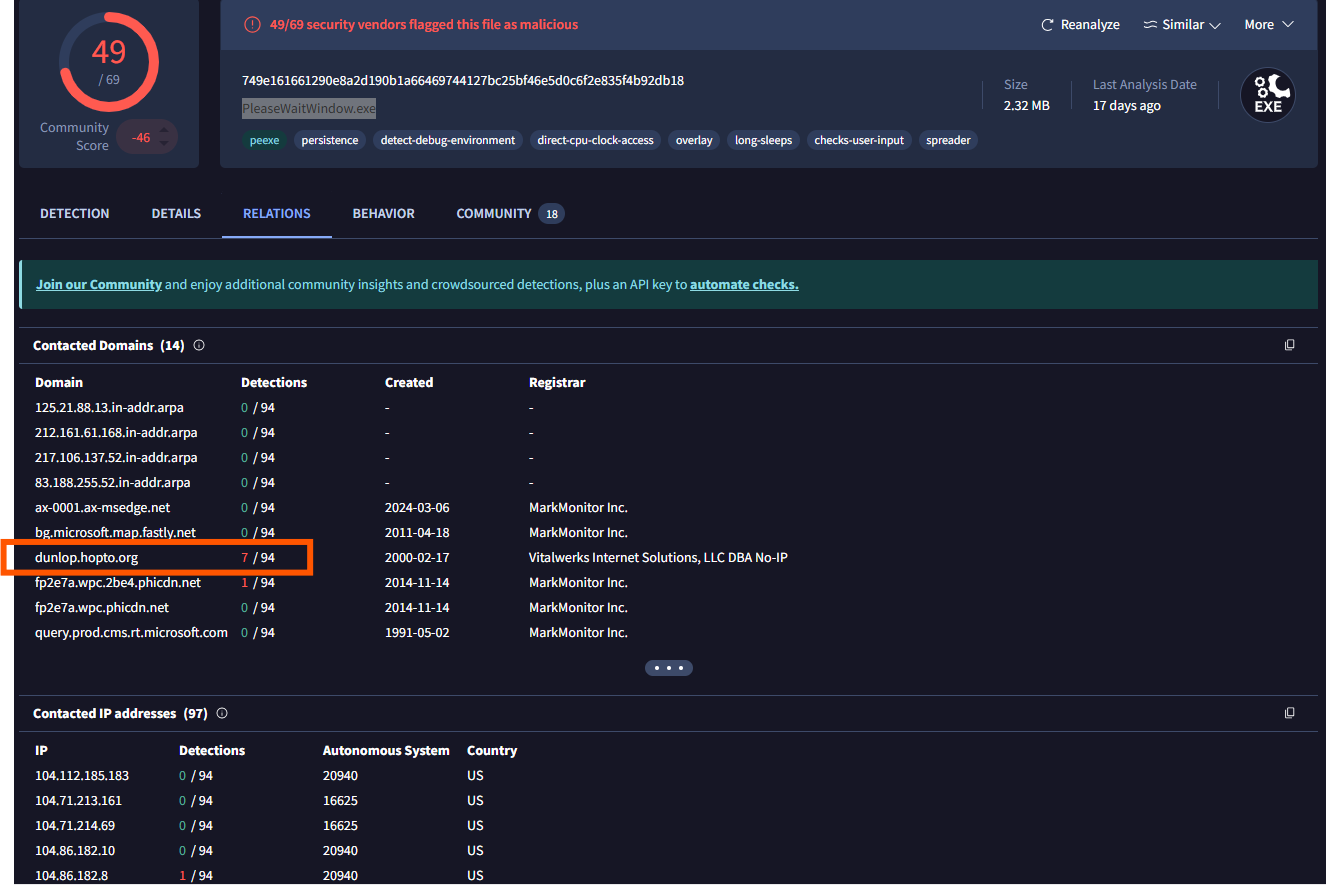 49
/ 69
Community
Score
-46
49/69 security vendors flagged this file as malicious
Reanalyze
Similar
More
749e161661290e8a2d190b1a66469744127bc25bf46e5d0c6f2e835f4b92db18
PleaseWaitWindow.exe
Size
2.32 MB
Last Analysis Date
17 days ago
EXE
peexe persistence detect-debug-environment direct-cpu-clock-access overlay long-sleeps checks-user-input spreader
DETECTION DETAILS RELATIONS BEHAVIOR COMMUNITY 18
Join our Community and enjoy additional community insights and crowdsourced detections, plus an API key to automate checks.
Contacted Domains (14)
Domain Detections Created Registrar
125.21.88.13.in-addr.arpa 0 / 94 - -
212.161.61.168.in-addr.arpa 0 / 94 - -
217.106.137.52.in-addr.arpa 0 / 94 - -
83.188.255.52.in-addr.arpa 0 / 94 - -
ax-0001.ax-msedge.net 0 / 94 2024-03-06 MarkMonitor Inc.
bg.microsoft.map.fastly.net 0 / 94 2011-04-18 MarkMonitor Inc.
dunlop.hopto.org 7 / 94 2000-02-17 Vitalwerks Internet Solutions, LLC DBA No-IP
fp2e7a.wpc.2be4.phicdn.net 1 / 94 2014-11-14 MarkMonitor Inc.
fp2e7a.wpc.phicdn.net 0 / 94 2014-11-14 MarkMonitor Inc.
query.prod.cms.rt.microsoft.com 0 / 94 1991-05-02 MarkMonitor Inc.
Contacted IP addresses (97)
IP Detections Autonomous System Country
104.112.185.183 0 / 94 20940 US
104.71.213.161 0 / 94 16625 US
104.71.214.69 0 / 94 16625 US
104.86.182.10 0 / 94 20940 US
104.86.182.8 1 / 94 20940 US